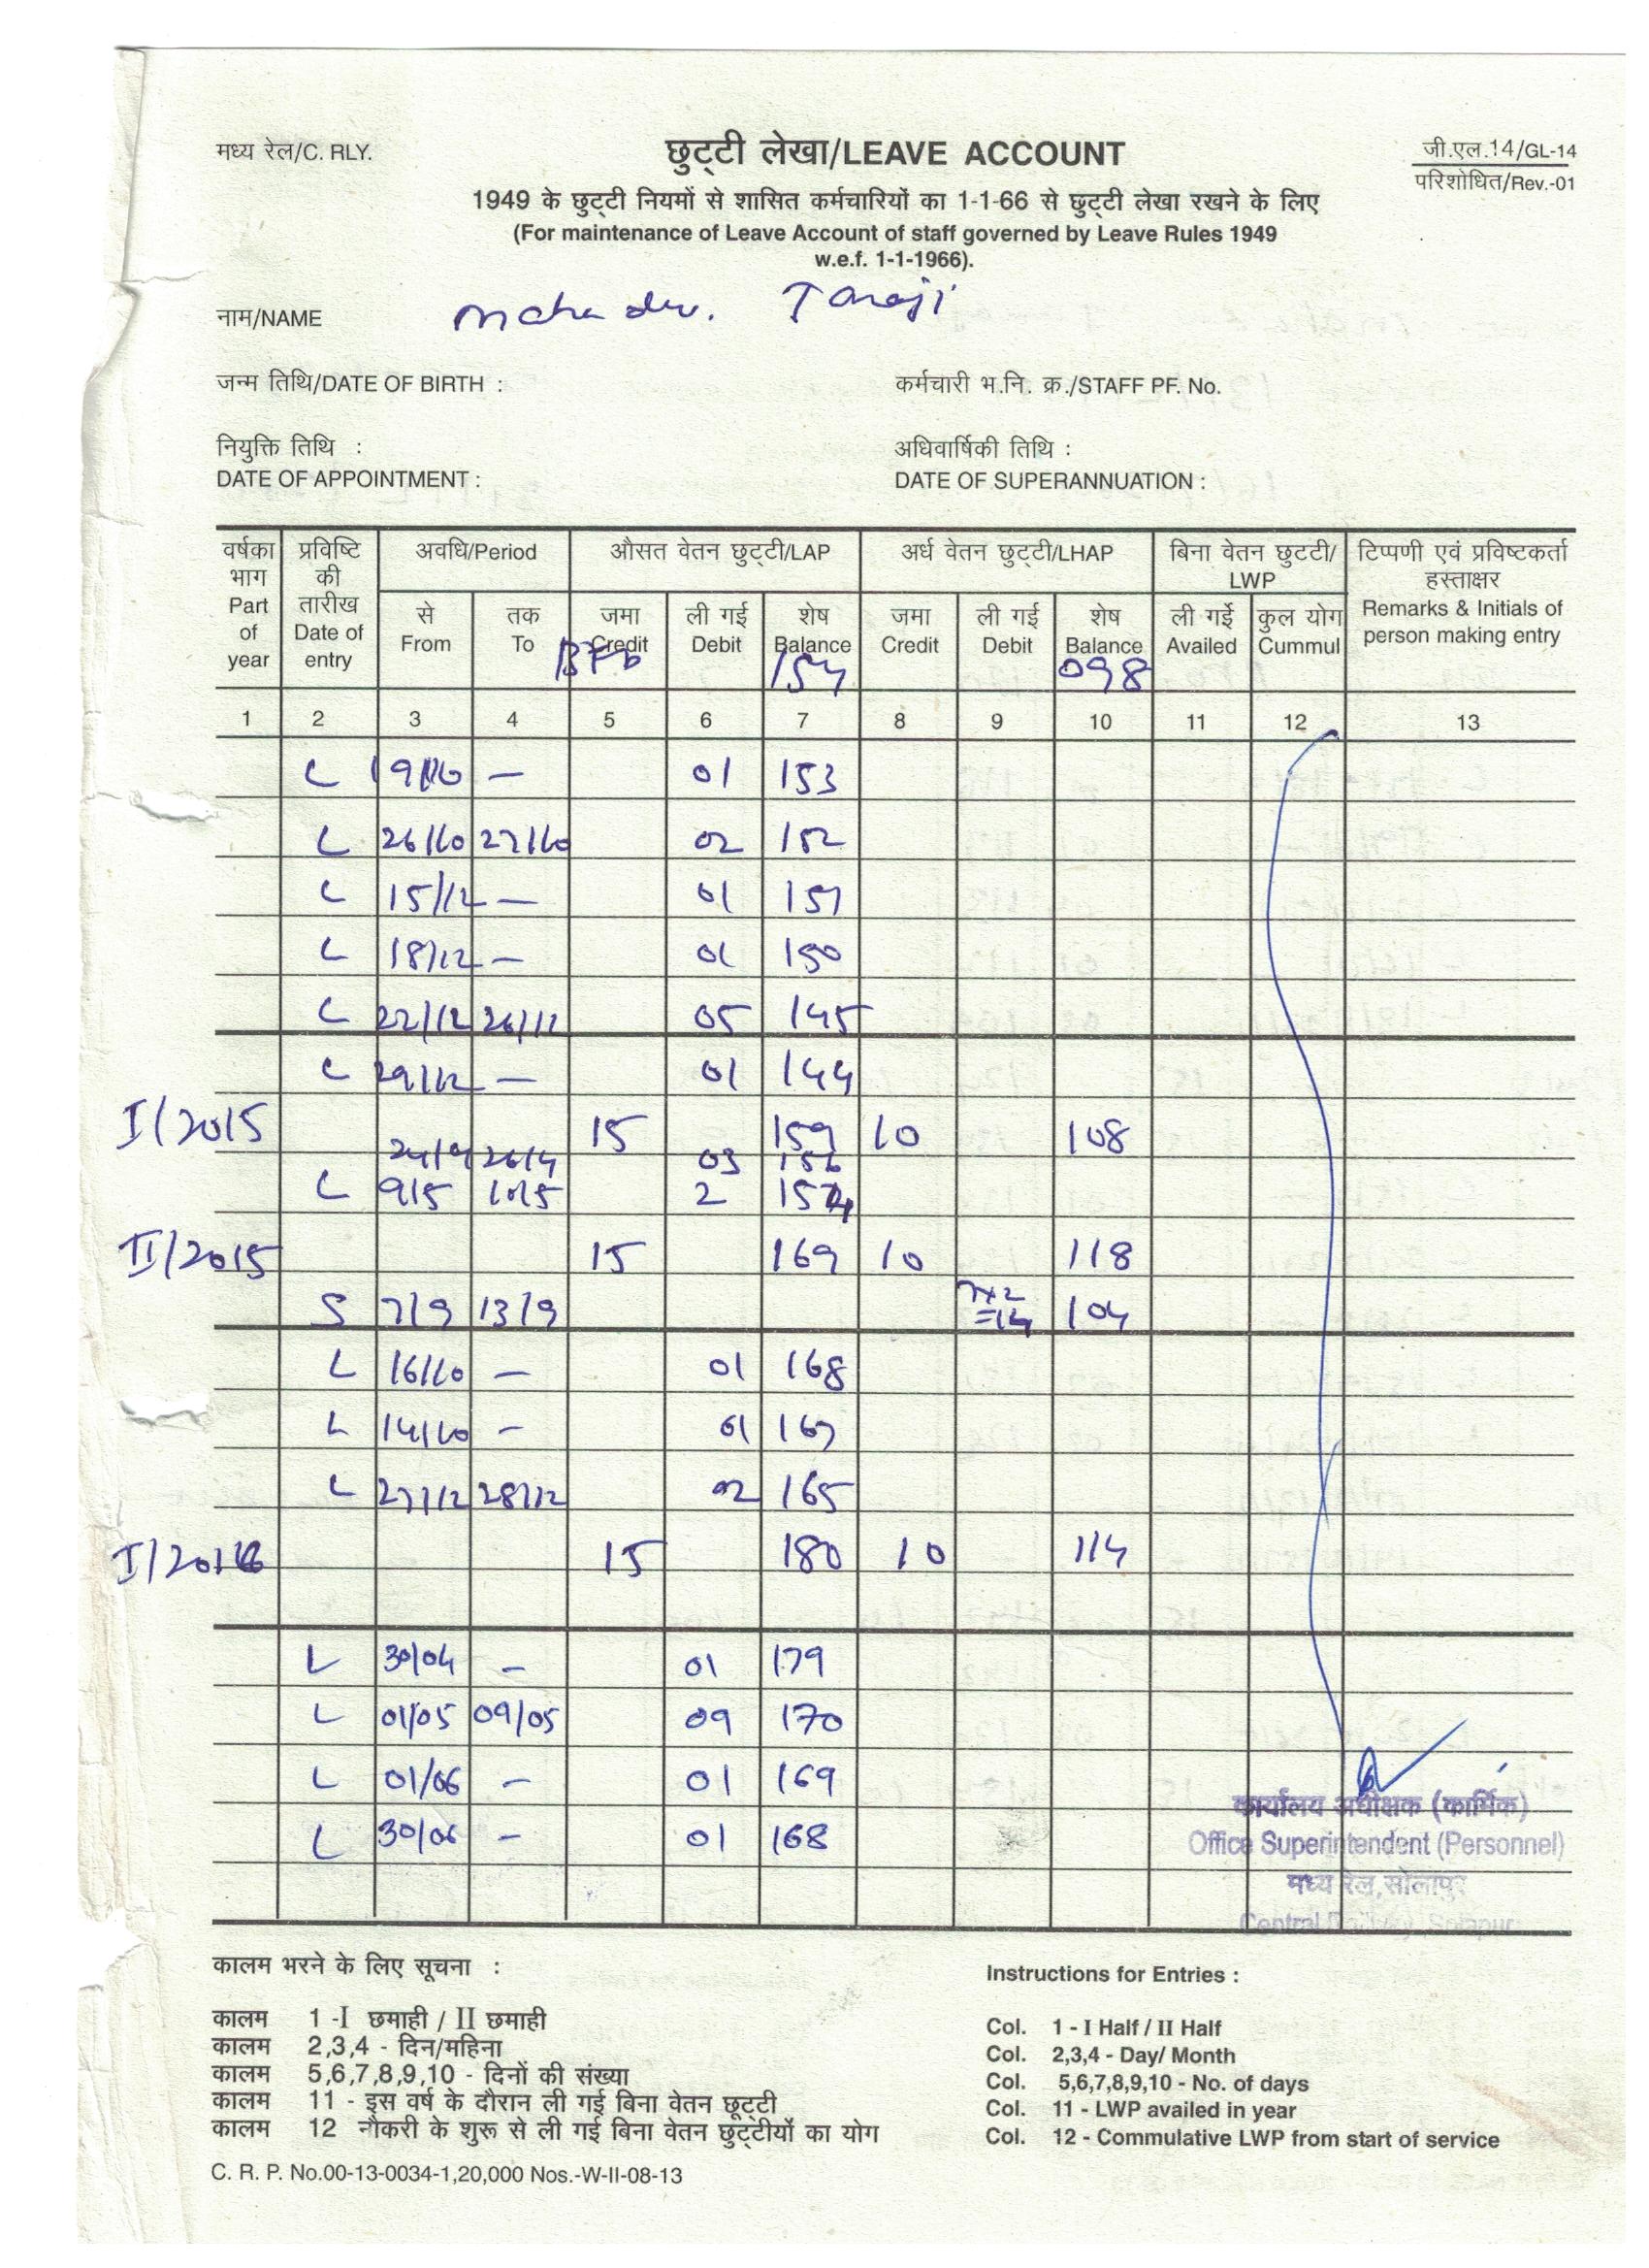 मध्य रेल/C. RLY.
छुट्टी लेखा/LEAVE ACCOUNT
जी.एल.14/GL-14
परिशोधित/Rev.-01
1949 के छुट्टी नियमों से शासित कर्मचारियों का 1-1-66 से छुट्टी लेखा रखने के लिए
(For maintenance of Leave Account of staff governed by Leave Rules 1949
w.e.f. 1-1-1966).
नाम/NAME Mahadev. Tanaji
जन्म तिथि/DATE OF BIRTH :
कर्मचारी भ.नि. क्र./STAFF PF. No.
नियुक्ति तिथि :
DATE OF APPOINTMENT :
अधिवार्षिकी तिथि :
DATE OF SUPERANNUATION :
वर्षका भाग Part of year
प्रविष्टि की तारीख Date of entry
अवधि/Period
से From
तक To
औसत वेतन छुट्टी/LAP
जमा Credit
ली गई Debit
शेष Balance
अर्ध वेतन छुट्टी/LHAP
जमा Credit
ली गई Debit
शेष Balance
बिना वेतन छुटटी/LWP
ली गई Availed
कुल योग Cummul
टिप्पणी एवं प्रविष्टकर्ता हस्ताक्षर
Remarks & Initials of person making entry
154 098
1 2 3 4 5 6 7 8 9 10 11 12 13
L 19/10 — 01 153
L 26/10 27/10 02 152
L 15/12 — 01 151
L 18/12 — 01 150
L 22/12 26/12 05 145
L 29/12 — 01 144
I/2015 15 159 10 108
24/4 26/4 03 156
L 9/5 10/5 2 154
II/2015 15 169 10 118
S 7/9 13/9 7x2 =14 104
L 16/10 — 01 168
L 14/10 — 01 167
L 27/12 28/12 02 165
I/2016 15 180 10 114
L 30/04 — 01 179
L 01/05 09/05 09 170
L 01/06 — 01 169
L 30/06 — 01 168
कार्यालय अधीक्षक (कार्मिक)
Office Superintendent (Personnel)
मध्य रेल, सोलापुर
Central Railway, Solapur
कालम भरने के लिए सूचना :
कालम 1 -I छमाही / II छमाही
कालम 2,3,4 - दिन/महिना
कालम 5,6,7,8,9,10 - दिनों की संख्या
कालम 11 - इस वर्ष के दौरान ली गई बिना वेतन छूट्टी
कालम 12 नौकरी के शुरू से ली गई बिना वेतन छुट्टीयों का योग
Instructions for Entries :
Col. 1 - I Half / II Half
Col. 2,3,4 - Day/ Month
Col. 5,6,7,8,9,10 - No. of days
Col. 11 - LWP availed in year
Col. 12 - Commulative LWP from start of service
C. R. P. No.00-13-0034-1,20,000 Nos.-W-II-08-13